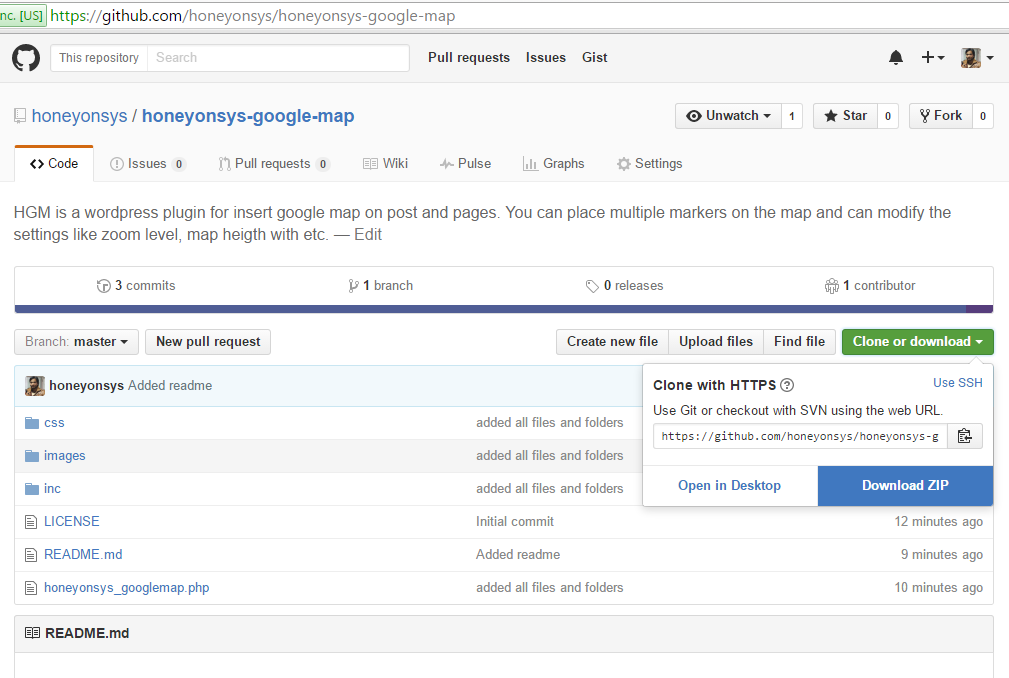 nc. [US] https://github.com/honeyonsys/honeyonsys-google-map
This repository Search Pull requests Issues Gist
honeyonsys / honeyonsys-google-map Unwatch 1 Star 0 Fork 0
Code Issues 0 Pull requests 0 Wiki Pulse Graphs Settings
HGM is a wordpress plugin for insert google map on post and pages. You can place multiple markers on the map and can modify the
settings like zoom level, map heigth with etc. — Edit
3 commits 1 branch 0 releases 1 contributor
Branch: master New pull request Create new file Upload files Find file Clone or download
honeyonsys Added readme
Clone with HTTPS ? Use SSH
Use Git or checkout with SVN using the web URL.
https://github.com/honeyonsys/honeyonsys-g
Open in Desktop Download ZIP
css added all files and folders
images added all files and folders
inc added all files and folders
LICENSE Initial commit 12 minutes ago
README.md Added readme 9 minutes ago
honeyonsys_googlemap.php added all files and folders 10 minutes ago
README.md